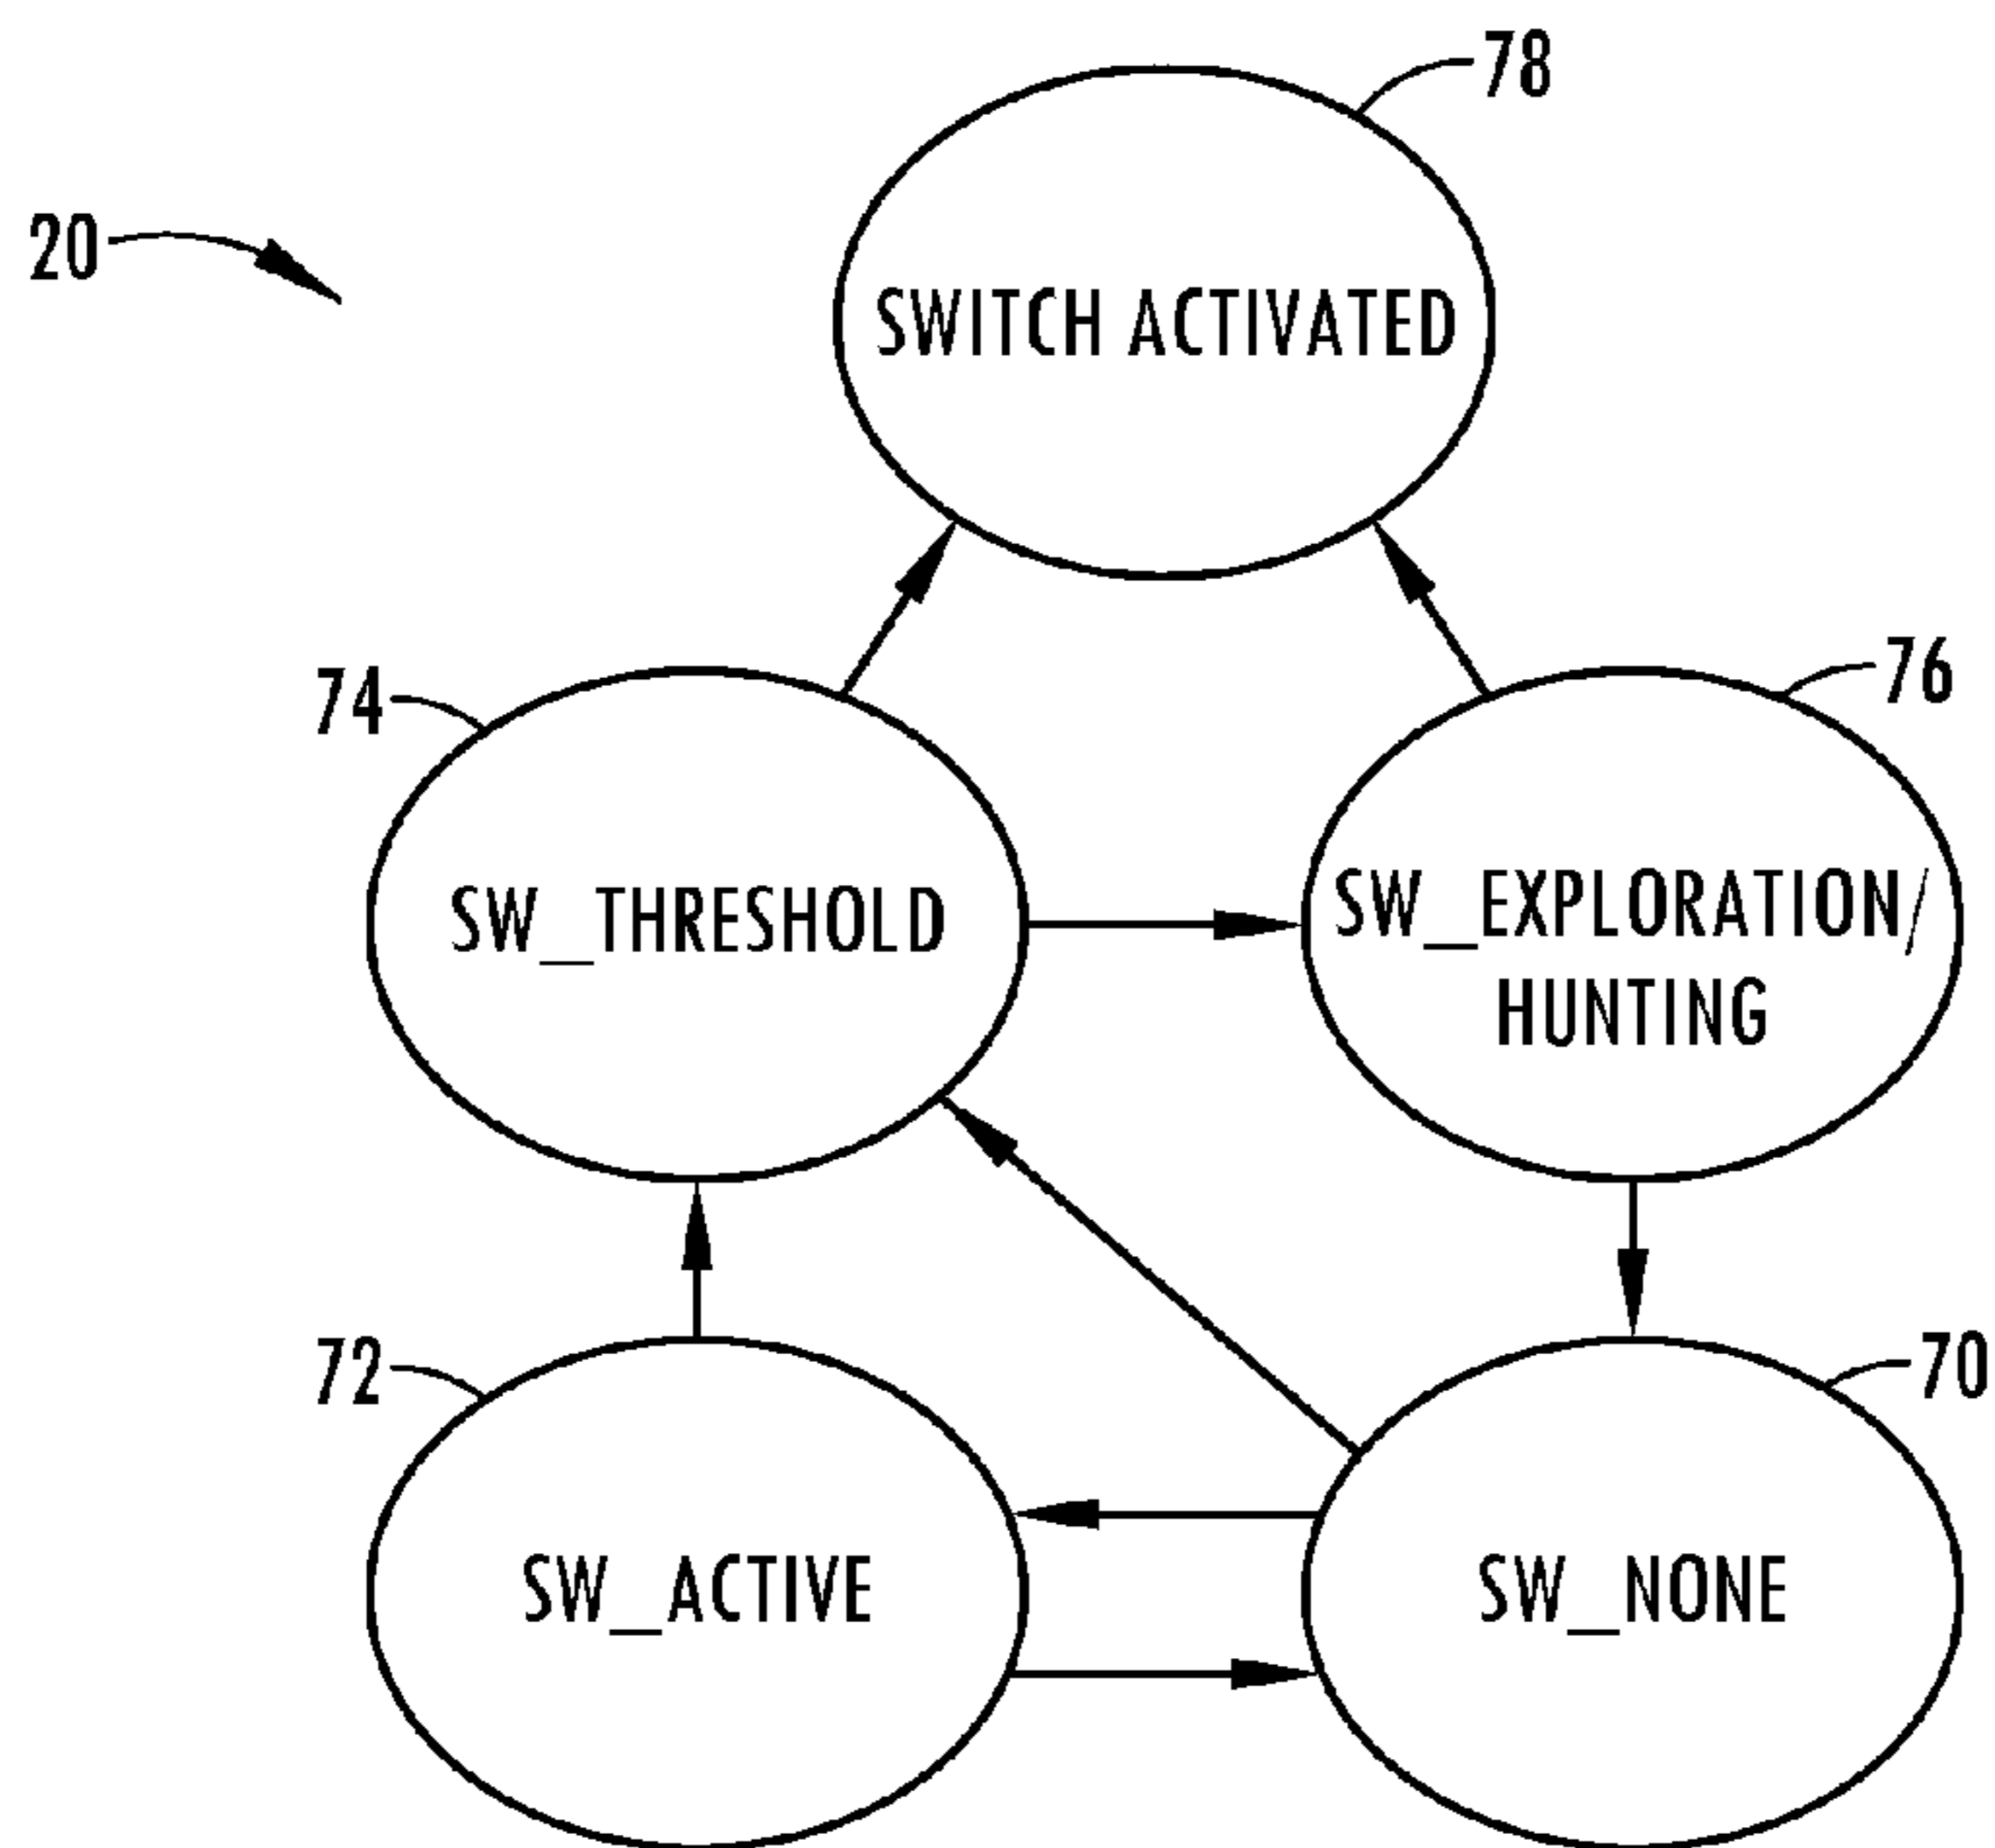 78
20
SWITCH ACTIVATED
74
76
SW_THRESHOLD
SW_EXPLORATION/
HUNTING
72
70
SW_ACTIVE
SW_NONE